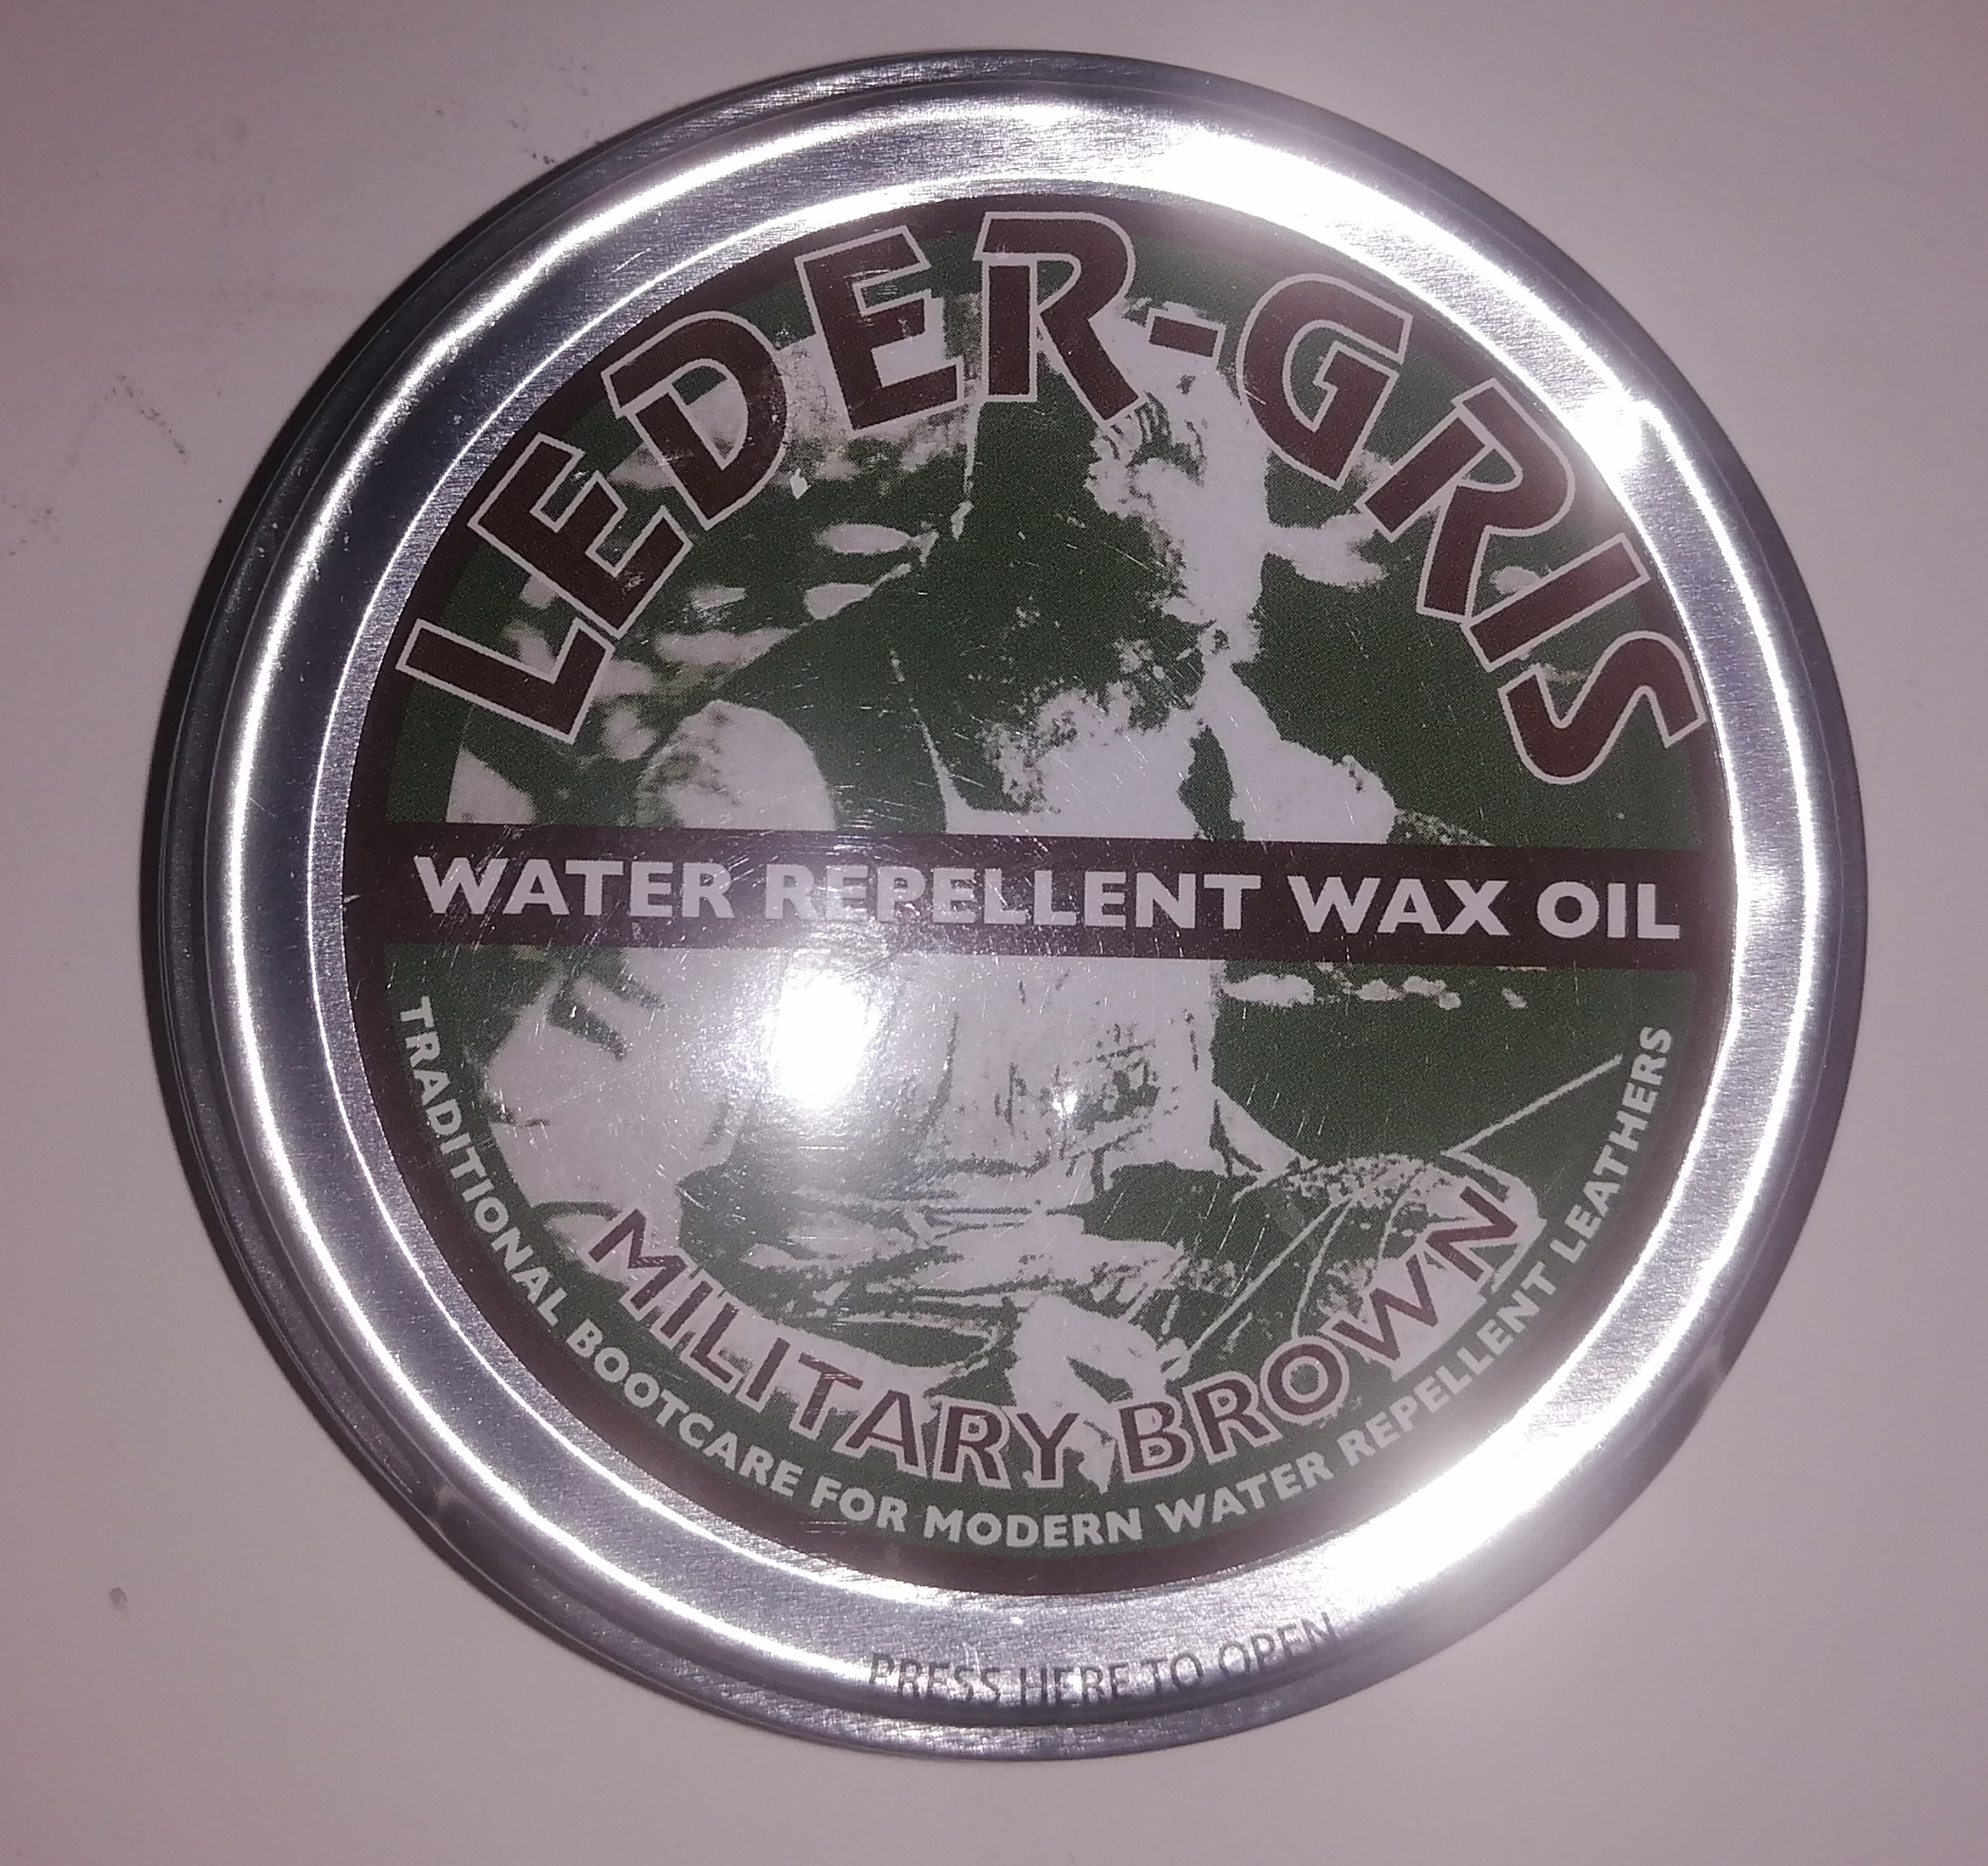 LEDER-GRIS
WATER REPELLENT WAX OIL
MILITARY BROWN
TRADITIONAL BOOTCARE FOR MODERN WATER REPELLENT LEATHERS
PRESS HERE TO OPEN